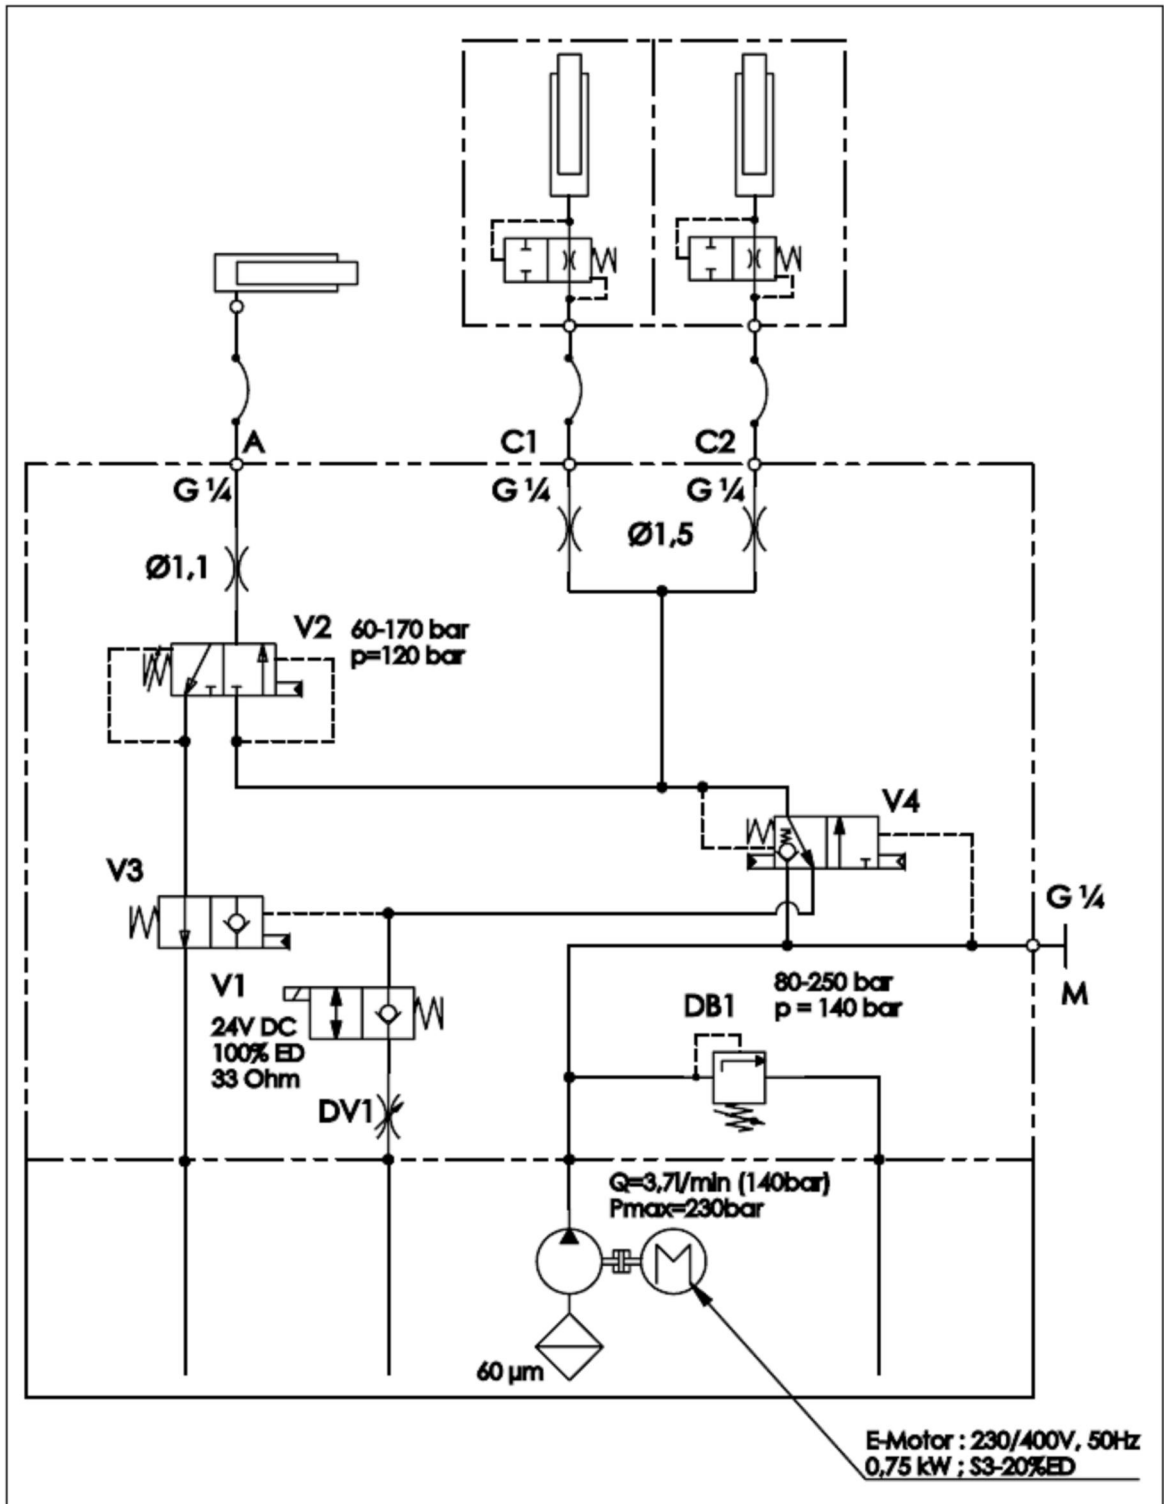 A
C1
C2
G ¼
G ¼
G ¼
Ø1,1
Ø1,5
V2
60-170 bar
p=120 bar
V4
V3
G ¼
M
V1
24V DC
100% ED
33 Ohm
80-250 bar
p = 140 bar
DB1
DV1
Q=3,7l/min (140bar)
Pmax=230bar
M
60 µm
E-Motor : 230/400V, 50Hz
0,75 kW ; S3-20%ED